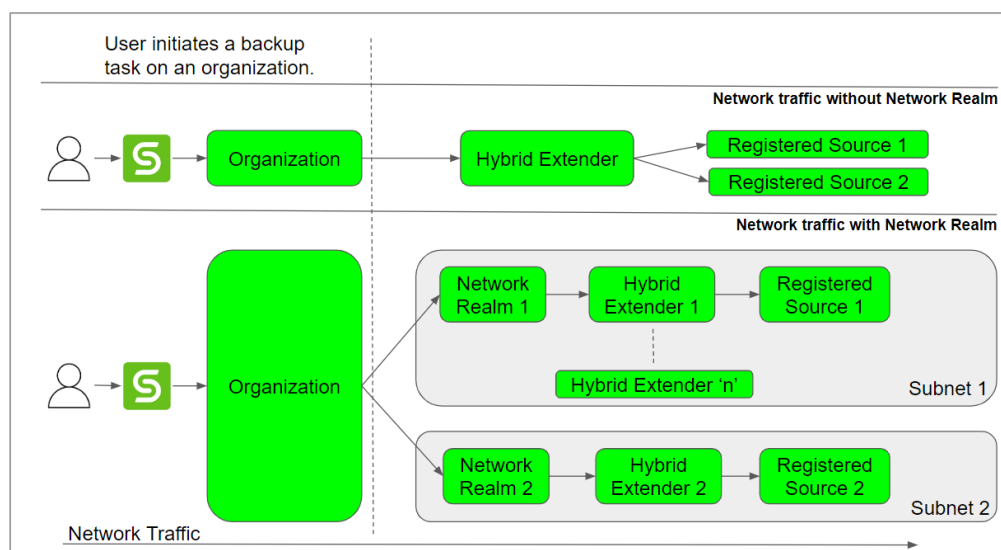 User initiates a backup
task on an organization.
Network traffic without Network Realm
Organization
Hybrid Extender
Registered Source 1
Registered Source 2
Network traffic with Network Realm
Organization
Network
Realm 1
Hybrid
Extender 1
Registered
Source 1
Hybrid Extender ‘n’
Subnet 1
Network
Realm 2
Hybrid
Extender 2
Registered
Source 2
Subnet 2
Network Traffic